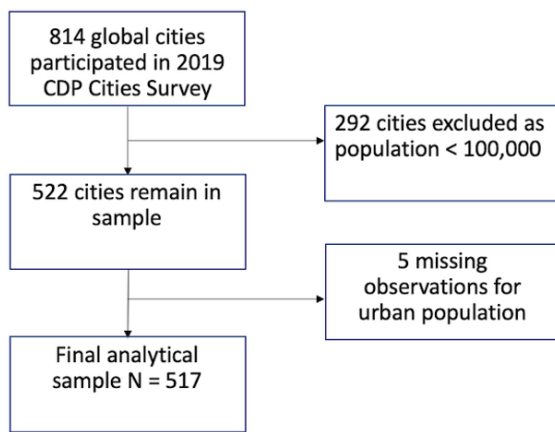 814 global cities
participated in 2019
CDP Cities Survey
292 cities excluded as
population < 100,000
522 cities remain in
sample
5 missing
observations for
urban population
Final analytical
sample N = 517